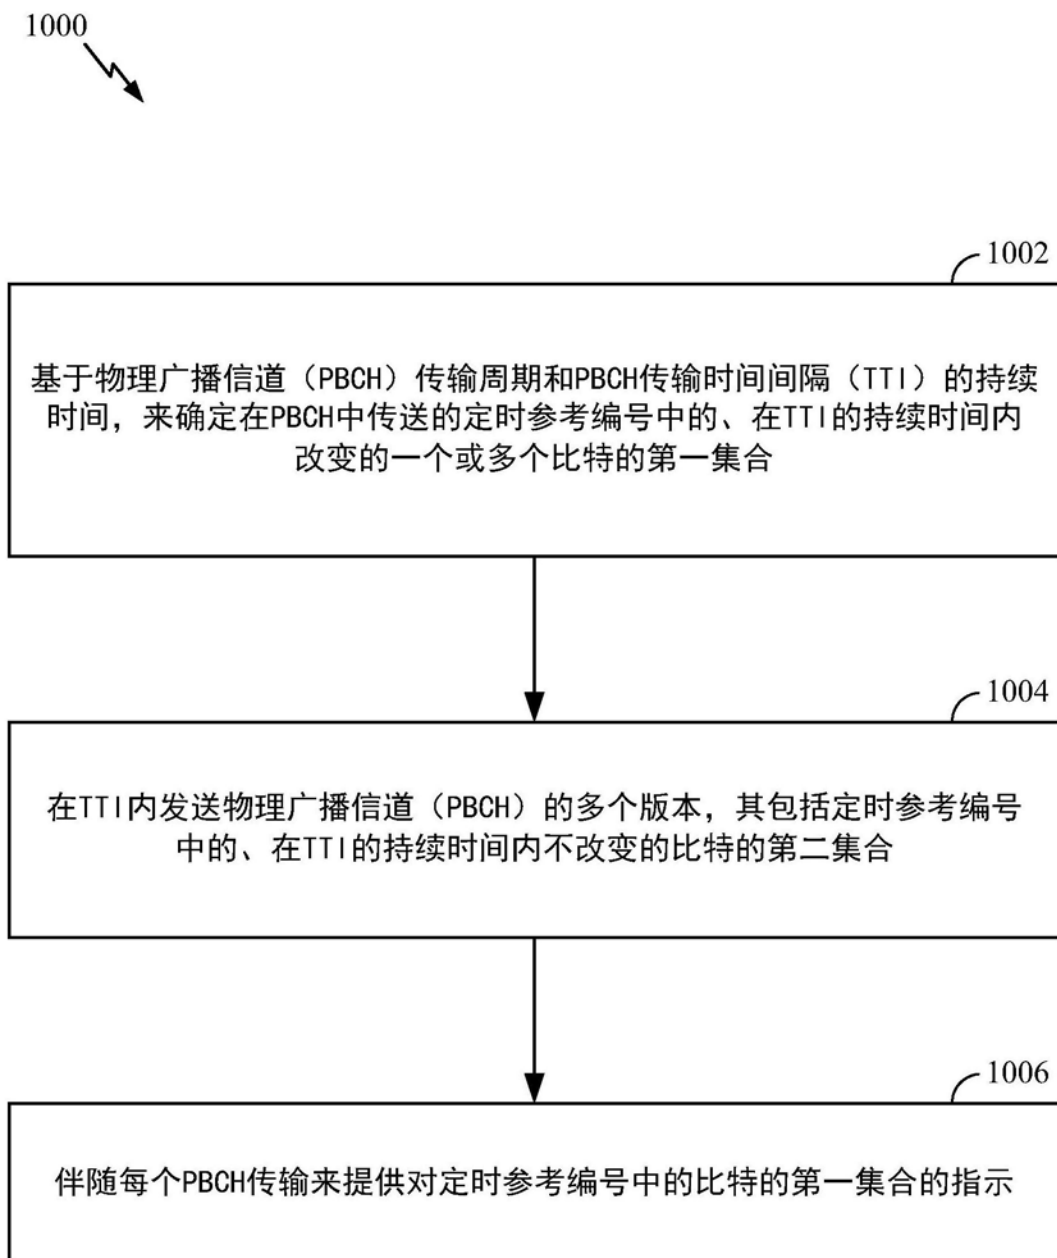 1000
1002
基于物理广播信道（PBCH）传输周期和PBCH传输时间间隔（TTI）的持续
时间，来确定在PBCH中传送的定时参考编号中的、在TTI的持续时间内
改变的一个或多个比特的第一集合
1004
在TTI内发送物理广播信道（PBCH）的多个版本，其包括定时参考编号
中的、在TTI的持续时间内不改变的比特的第二集合
1006
伴随每个PBCH传输来提供对定时参考编号中的比特的第一集合的指示